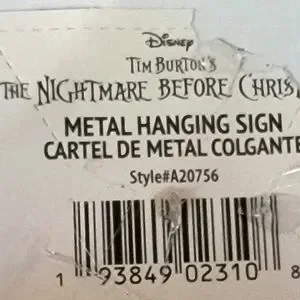 Disney
TIM BURTON'S
THE NIGHTMARE BEFORE CHRIS
METAL HANGING SIGN
CARTEL DE METAL COLGANTE
Style#A20756
1 93849 02310 8